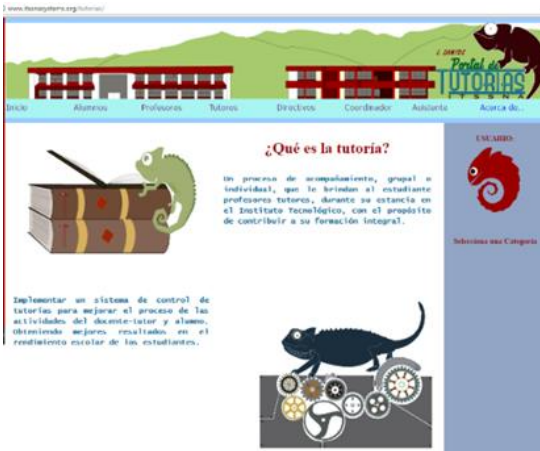 Portal de
TUTORIAS
Inicio Alumnos Profesores Tutores Directivos Coordinador Asistente Acerca de...
¿Qué es la tutoría?
Un proceso de acompañamiento, grupal o
individual, que le brindan al estudiante
profesores tutores, durante su estancia en
el Instituto Tecnológico, con el propósito
de contribuir a su formación integral.
USUARIO:
Selecciona una Categoría
Implementar un sistema de control de
tutorías para mejorar el proceso de las
actividades del docente-tutor y alumno.
Obteniendo mejores resultados en el
rendimiento escolar de los estudiantes.